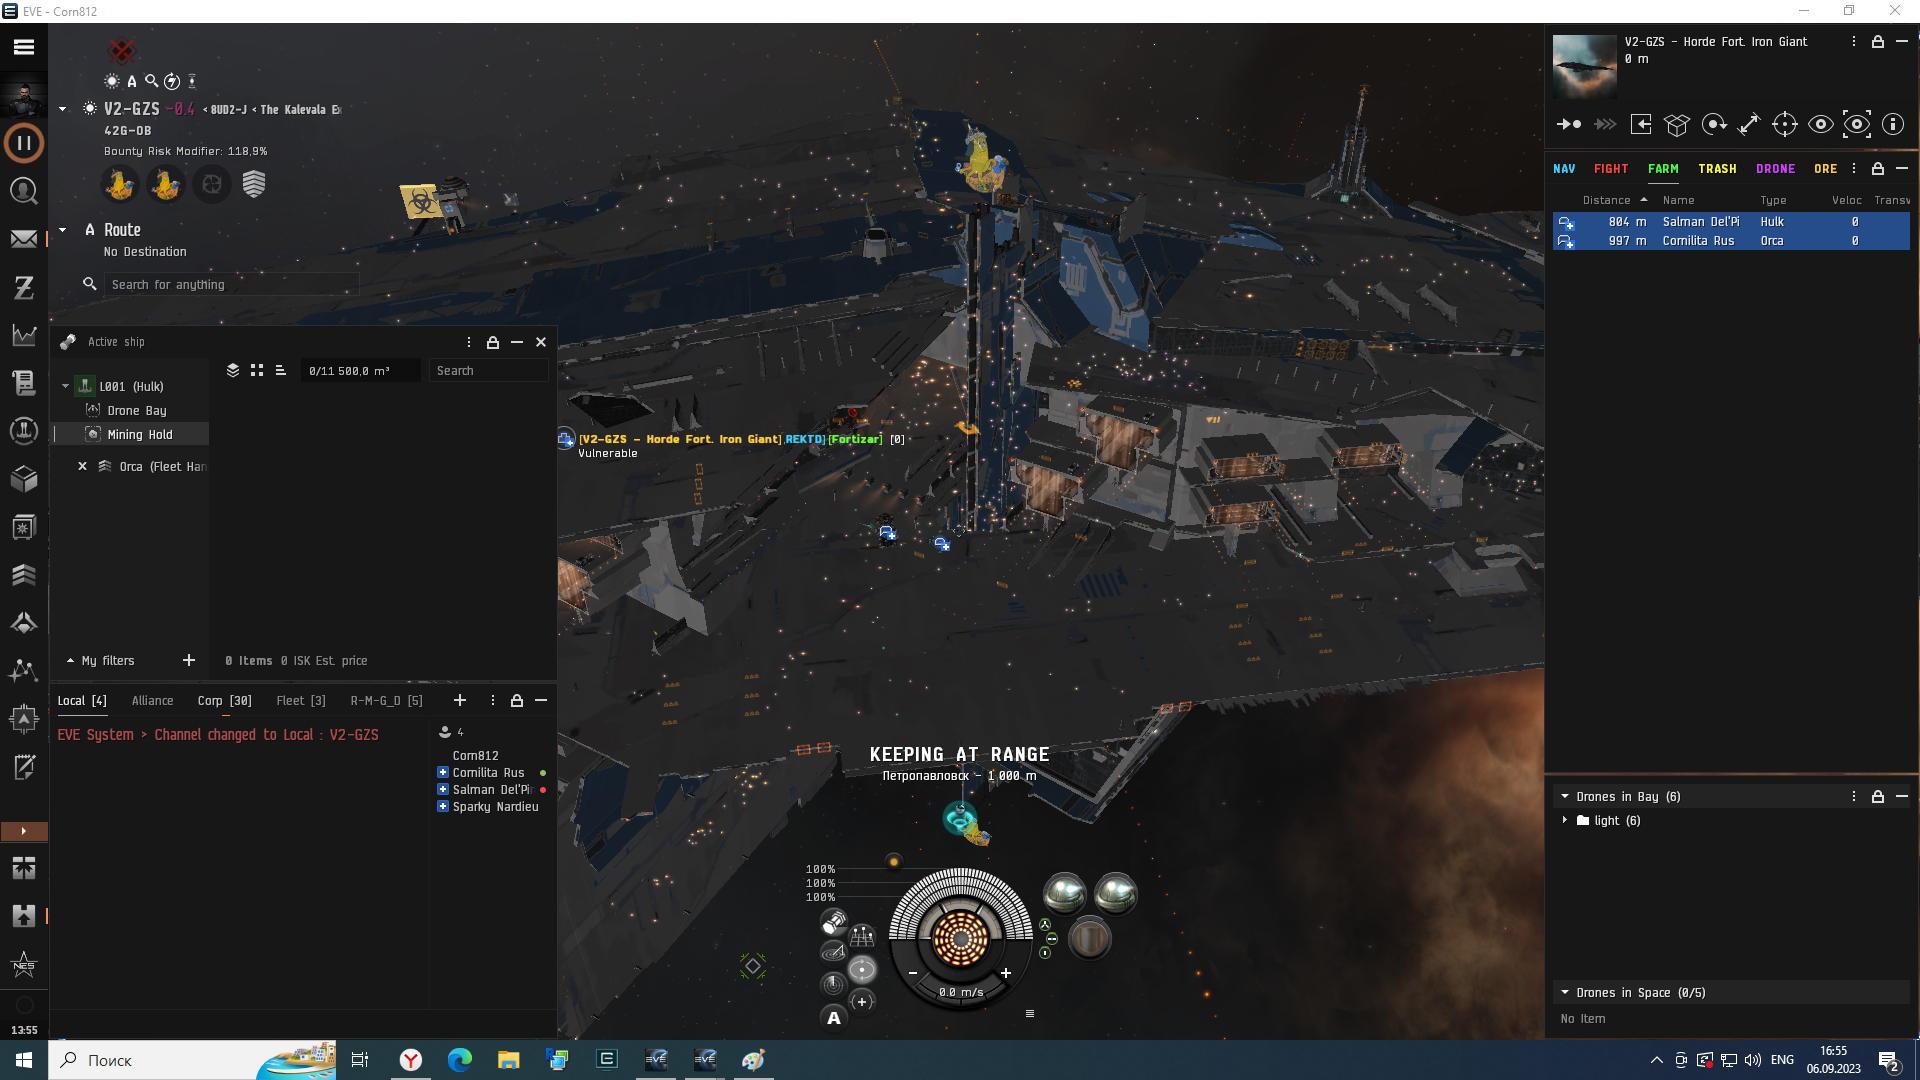 EVE - Corn812
V2-GZS -0.4 < 8UD2-J < The Kalevala Ex
42G-OB
Bounty Risk Modifier: 118,9%
A Route
No Destination
Search for anything
Active ship
L001 (Hulk)
Drone Bay
Mining Hold
Orca (Fleet Han
0/11 500,0 m³
Search
My filters
0 Items 0 ISK Est. price
Local [4]
Alliance
Corp [30]
Fleet [3]
R-M-G_D [5]
EVE System > Channel changed to Local : V2-GZS
4
Corn812
Cornilita Rus
Salman Del'Pi
Sparky Nardieu
[V2-GZS - Horde Fort. Iron Giant] REKTD [Fortizar] [0]
Vulnerable
KEEPING AT RANGE
Петропавловск - 1 000 m
100%
100%
100%
0.0 m/s
A
V2-GZS - Horde Fort. Iron Giant
0 m
NAV FIGHT FARM TRASH DRONE ORE
Distance Name Type Veloc Transv
804 m Salman Del'Pi Hulk 0
997 m Cornilita Rus Orca 0
Drones in Bay (6)
light (6)
Drones in Space (0/5)
No Item
NES
13:55
Поиск
EVE
EVE
ENG
16:55
06.09.2023
2